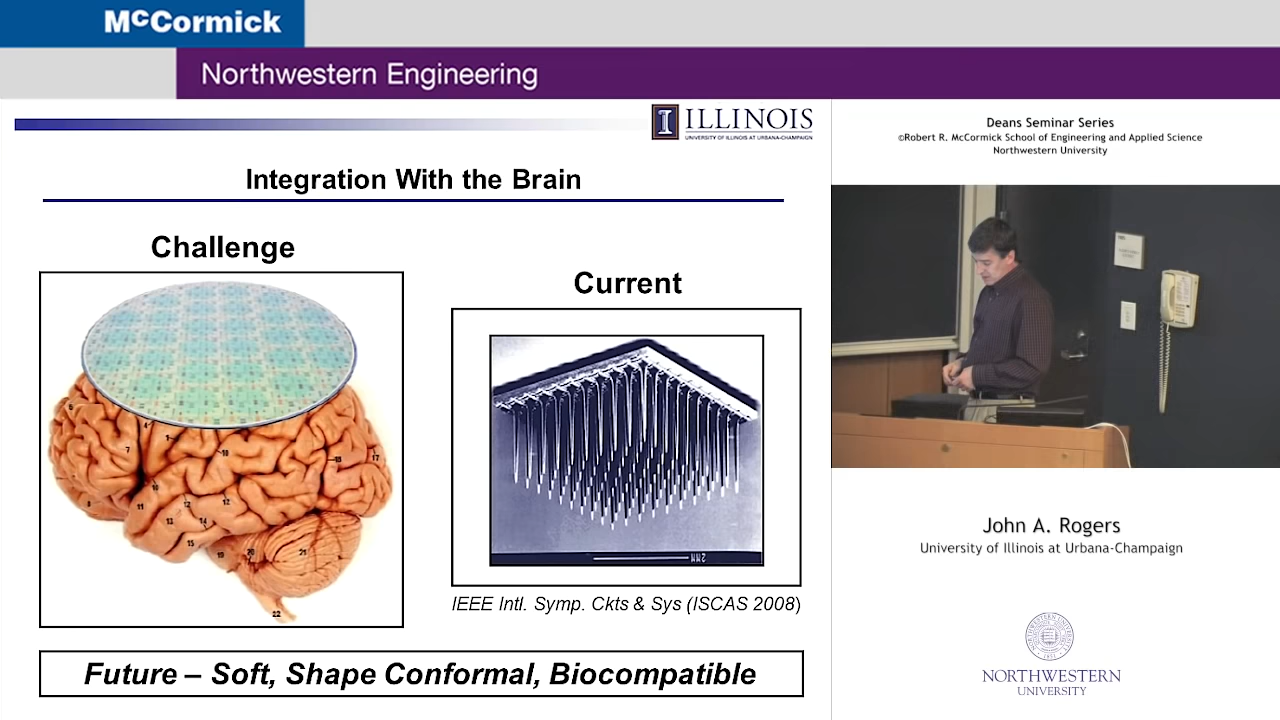 McCormick
Northwestern Engineering
ILLINOIS
UNIVERSITY OF ILLINOIS AT URBANA-CHAMPAIGN
Integration With the Brain
Challenge
Current
2MM
IEEE Intl. Symp. Ckts & Sys (ISCAS 2008)
Future – Soft, Shape Conformal, Biocompatible
Deans Seminar Series
©Robert R. McCormick School of Engineering and Applied Science
Northwestern University
John A. Rogers
University of Illinois at Urbana-Champaign
NORTHWESTERN
UNIVERSITY